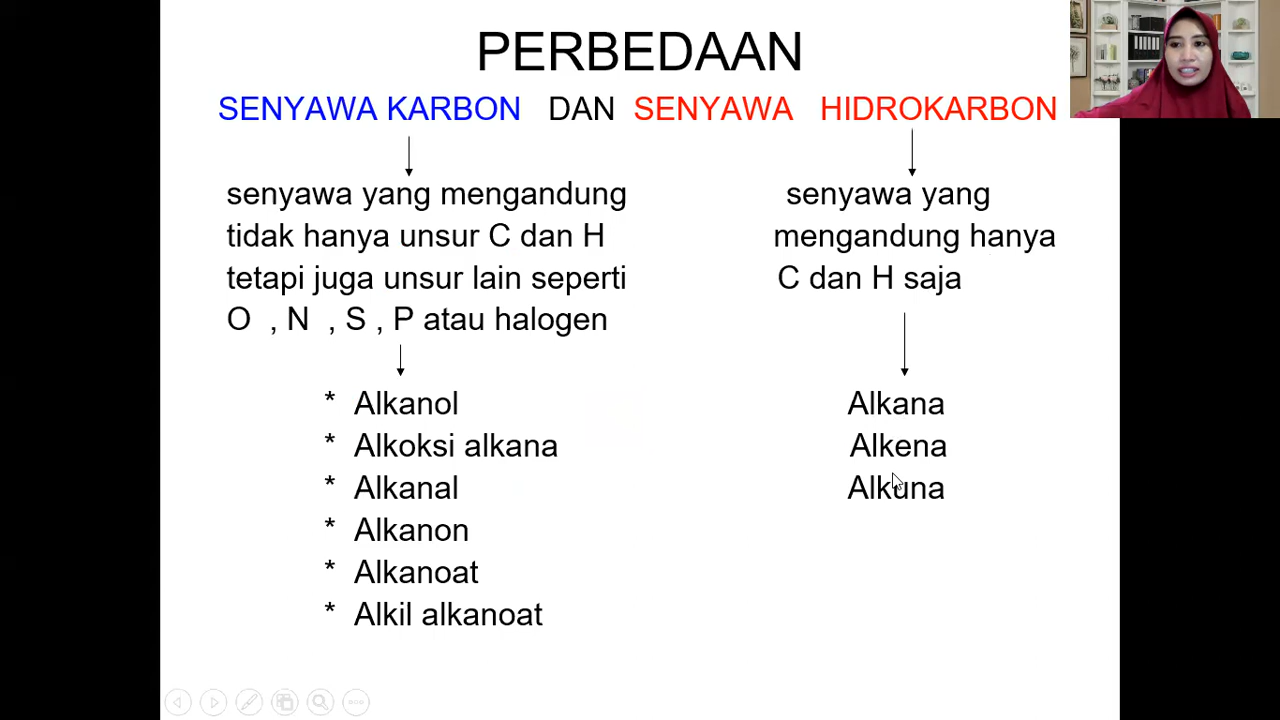 PERBEDAAN
SENYAWA KARBON DAN SENYAWA HIDROKARBON
senyawa yang mengandung
tidak hanya unsur C dan H
tetapi juga unsur lain seperti
O , N , S , P atau halogen
* Alkanol
* Alkoksi alkana
* Alkanal
* Alkanon
* Alkanoat
* Alkil alkanoat
senyawa yang
mengandung hanya
C dan H saja
Alkana
Alkena
Alkuna